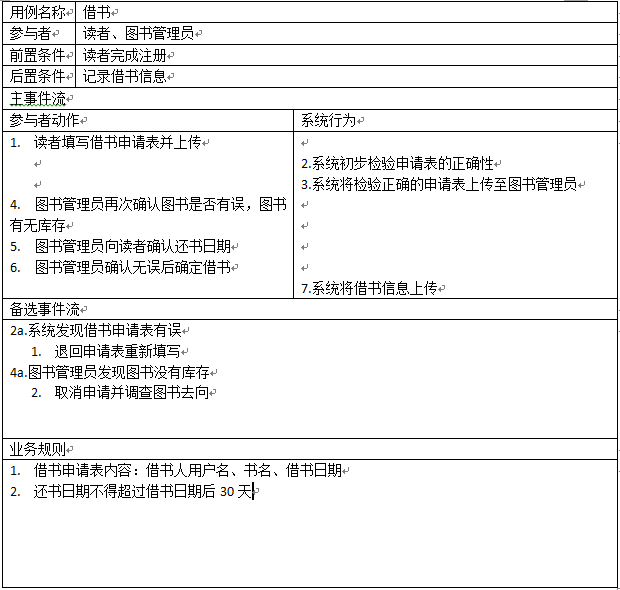 用例名称 借书
参与者 读者、图书管理员
前置条件 读者完成注册
后置条件 记录借书信息
主事件流
参与者动作 系统行为
1. 读者填写借书申请表并上传
2.系统初步检验申请表的正确性
3.系统将检验正确的申请表上传至图书管理员
4. 图书管理员再次确认图书是否有误，图书
有无库存
5. 图书管理员向读者确认还书日期
6. 图书管理员确认无误后确定借书
7.系统将借书信息上传
备选事件流
2a.系统发现借书申请表有误
1. 退回申请表重新填写
4a.图书管理员发现图书没有库存
2. 取消申请并调查图书去向
业务规则
1. 借书申请表内容：借书人用户名、书名、借书日期
2. 还书日期不得超过借书日期后 30 天